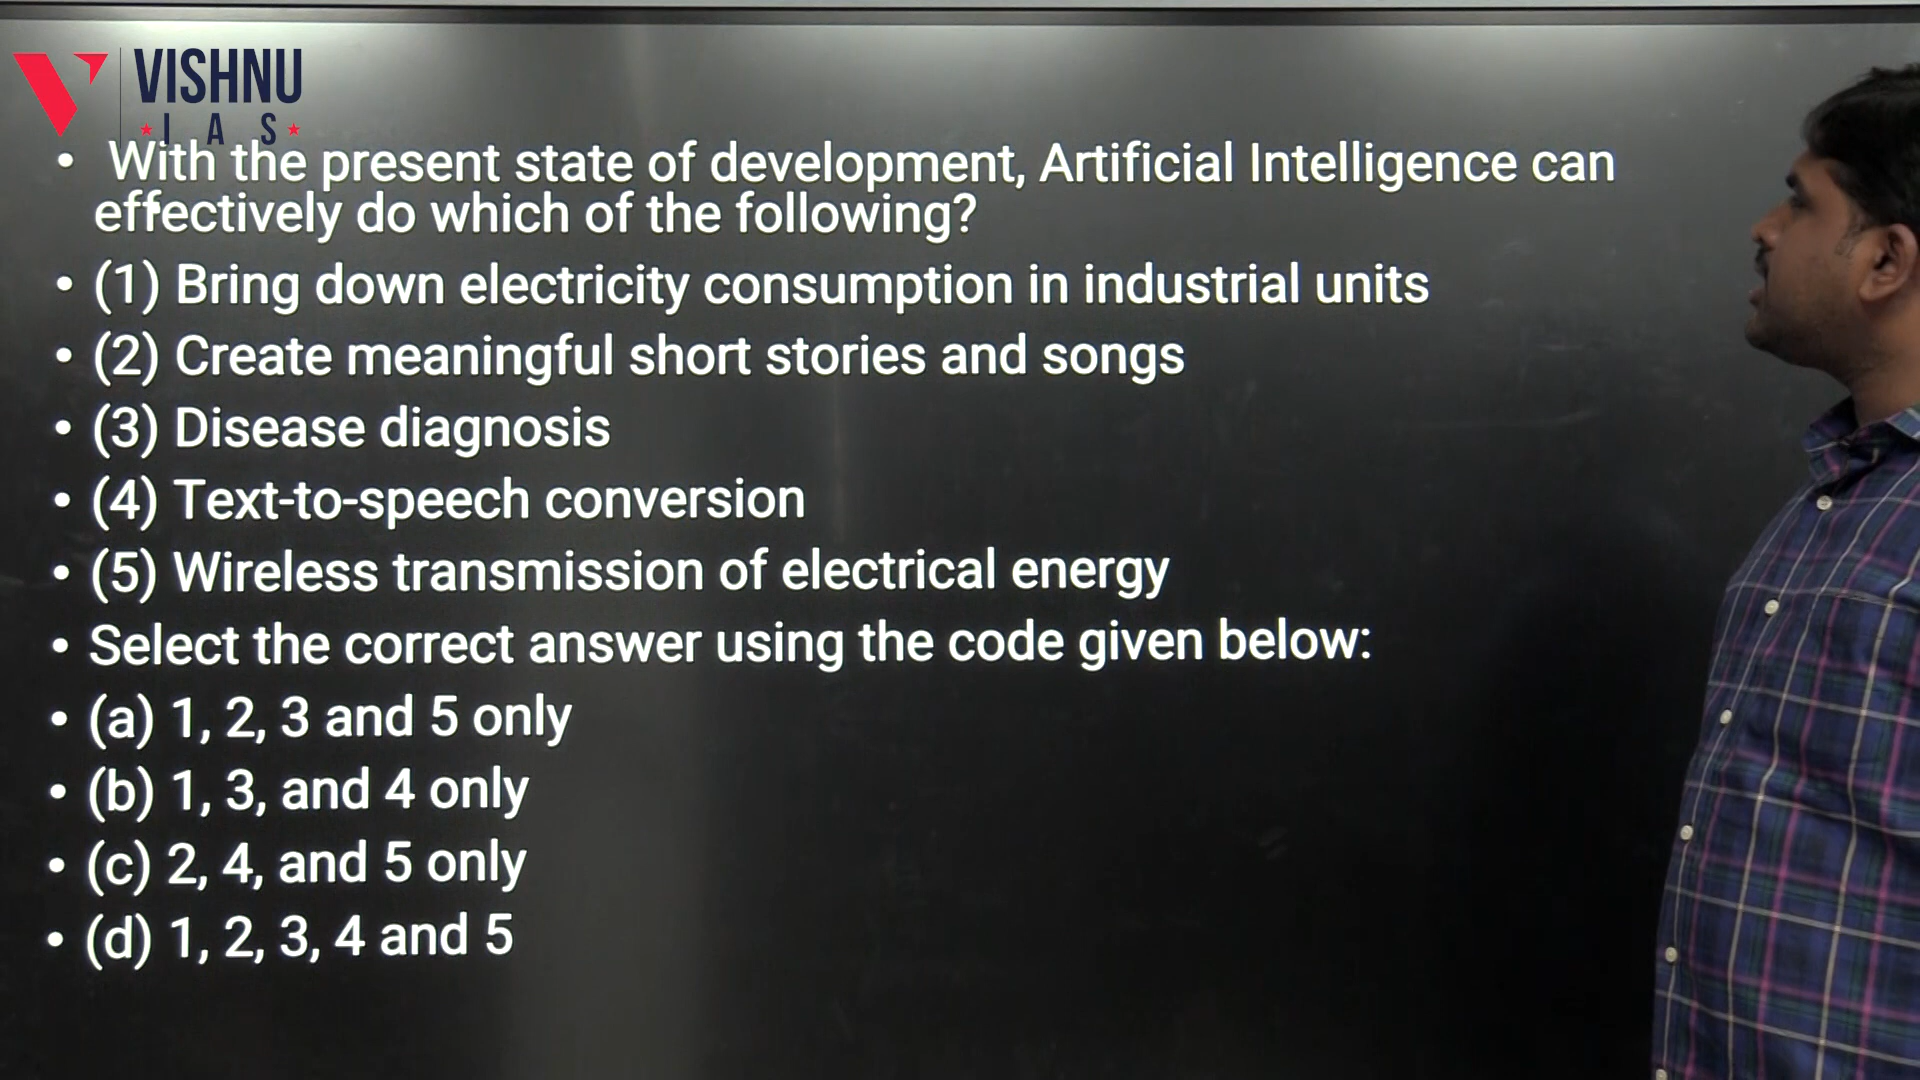 VISHNU
IAS
• With the present state of development, Artificial Intelligence can
effectively do which of the following?
• (1) Bring down electricity consumption in industrial units
• (2) Create meaningful short stories and songs
• (3) Disease diagnosis
• (4) Text-to-speech conversion
• (5) Wireless transmission of electrical energy
• Select the correct answer using the code given below:
• (a) 1, 2, 3 and 5 only
• (b) 1, 3, and 4 only
• (c) 2, 4, and 5 only
• (d) 1, 2, 3, 4 and 5